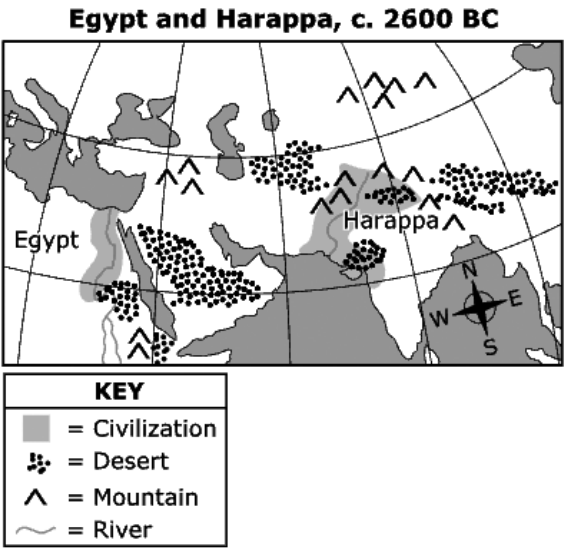 Egypt and Harappa, c. 2600 BC
Egypt
Harappa
N
W E
S
KEY
= Civilization
= Desert
= Mountain
= River